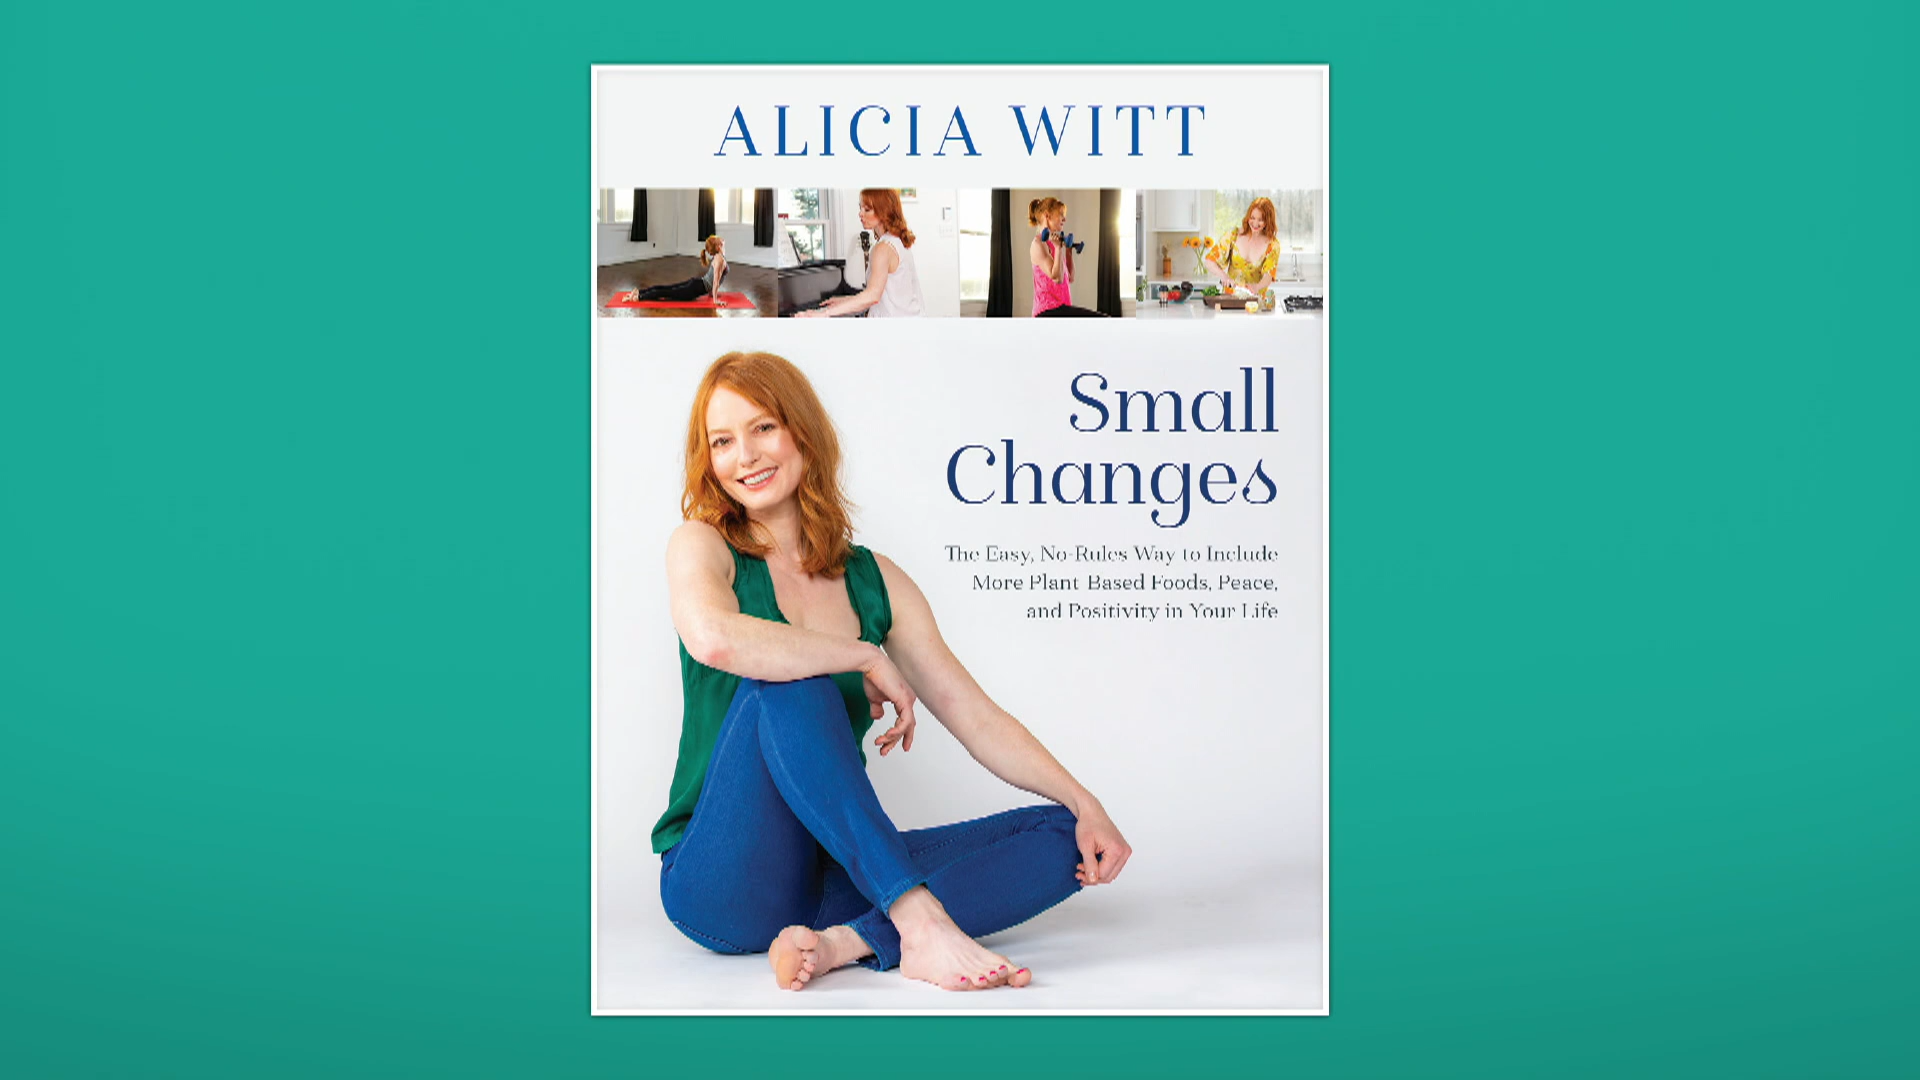 ALICIA WITT
Small
Changes
The Easy, No-Rules Way to Include
More Plant Based Foods, Peace,
and Positivity in Your Life